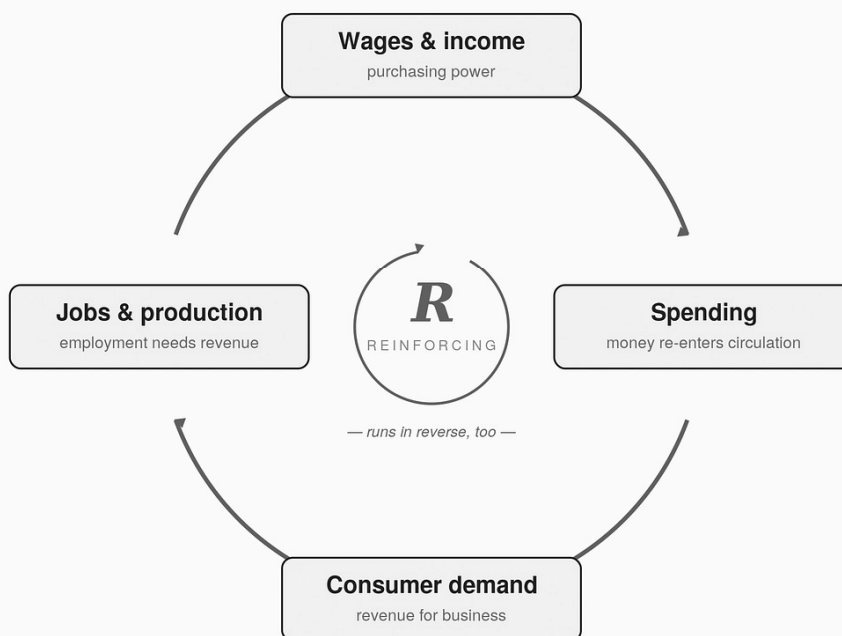 Wages & income
purchasing power
Jobs & production
employment needs revenue
R
REINFORCING
Spending
money re-enters circulation
— runs in reverse, too —
Consumer demand
revenue for business